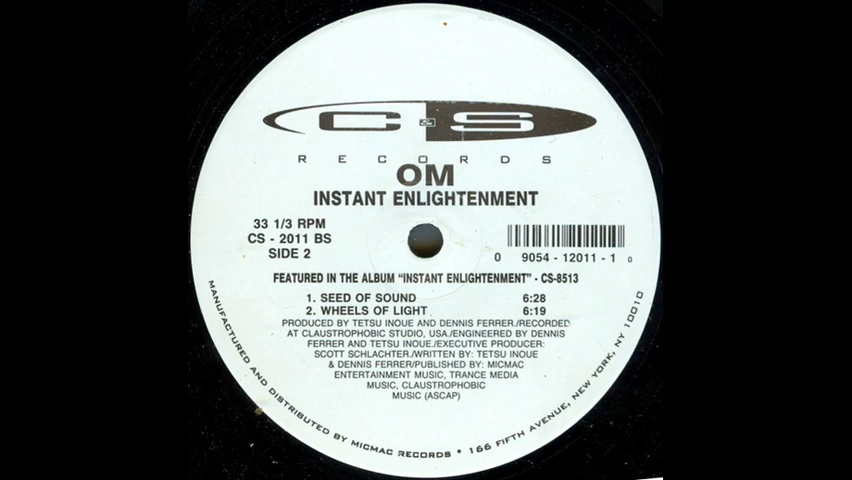 C & S
RECORDS
OM
INSTANT ENLIGHTENMENT
33 1/3 RPM
CS - 2011 BS
SIDE 2
0 9054 - 12011 - 1 0
FEATURED IN THE ALBUM "INSTANT ENLIGHTENMENT" - CS-8513
1. SEED OF SOUND 6:28
2. WHEELS OF LIGHT 6:19
PRODUCED BY TETSU INOUE AND DENNIS FERRER./RECORDED
AT CLAUSTROPHOBIC STUDIO, USA./ENGINEERED BY DENNIS
FERRER AND TETSU INOUE./EXECUTIVE PRODUCER:
SCOTT SCHLACHTER./WRITTEN BY: TETSU INOUE
& DENNIS FERRER/PUBLISHED BY: MICMAC
ENTERTAINMENT MUSIC, TRANCE MEDIA
MUSIC, CLAUSTROPHOBIC
MUSIC (ASCAP)
MANUFACTURED AND DISTRIBUTED BY MICMAC RECORDS • 166 FIFTH AVENUE, NEW YORK, NY 10010